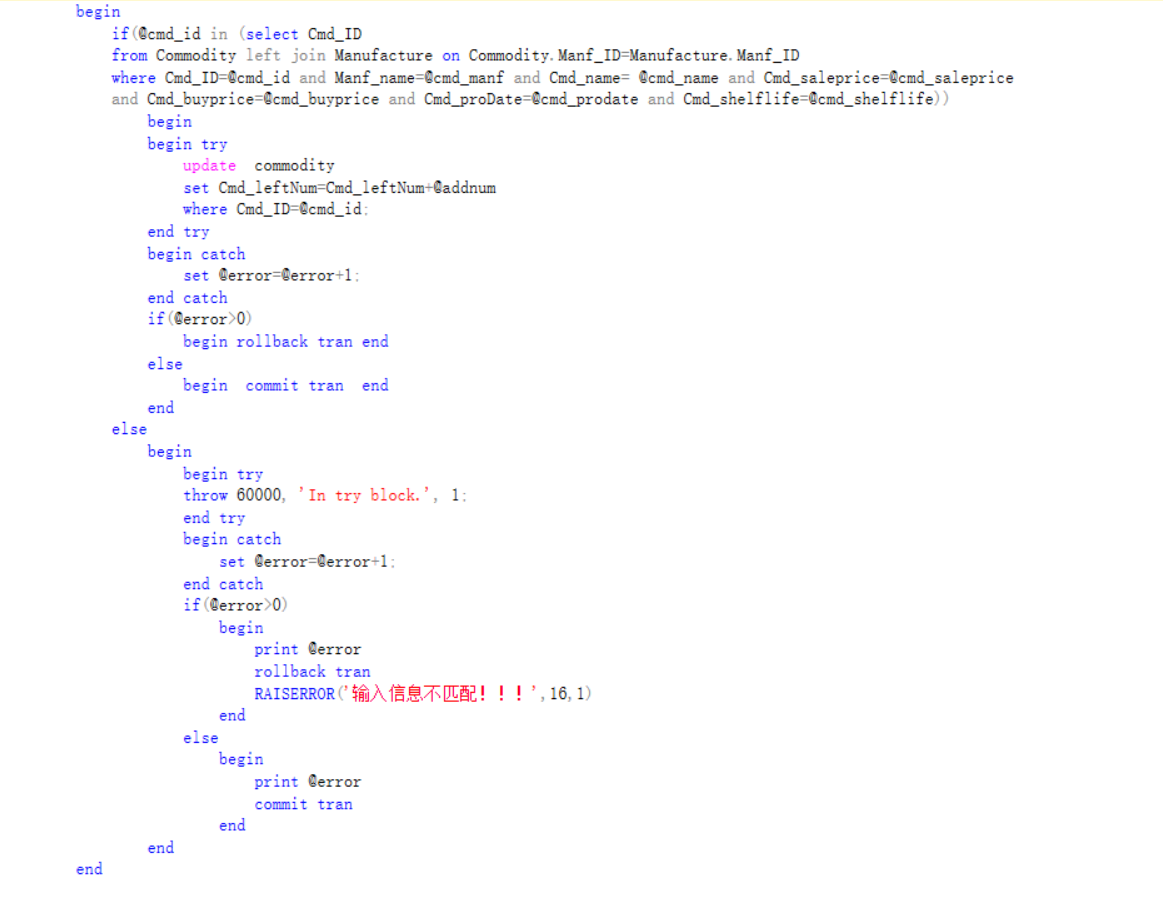 begin
if(@cmd_id in (select Cmd_ID
from Commodity left join Manufacture on Commodity.Manf_ID=Manufacture.Manf_ID
where Cmd_ID=@cmd_id and Manf_name=@cmd_manf and Cmd_name= @cmd_name and Cmd_saleprice=@cmd_saleprice
and Cmd_buyprice=@cmd_buyprice and Cmd_proDate=@cmd_prodate and Cmd_shelflife=@cmd_shelflife))
begin
begin try
update  commodity
set Cmd_leftNum=Cmd_leftNum+@addnum
where Cmd_ID=@cmd_id;
end try
begin catch
set @error=@error+1;
end catch
if(@error>0)
begin rollback tran end
else
begin  commit tran  end
end
else
begin
begin try
throw 60000, 'In try block.', 1;
end try
begin catch
set @error=@error+1;
end catch
if(@error>0)
begin
print @error
rollback tran
RAISERROR('输入信息不匹配！！！',16,1)
end
else
begin
print @error
commit tran
end
end
end